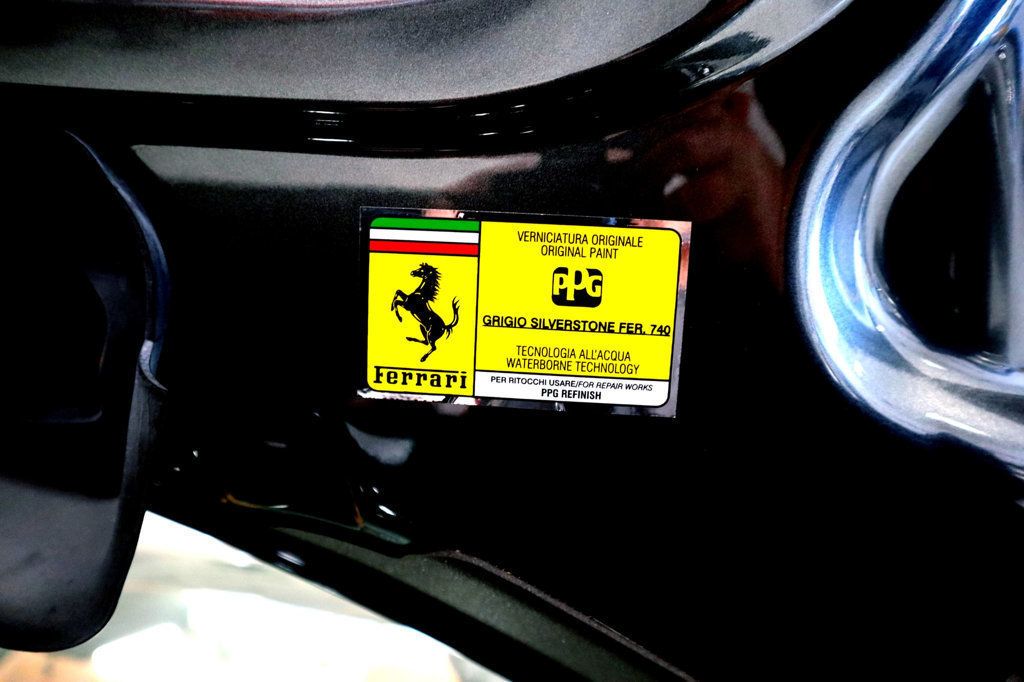 VERNICIATURA ORIGINALE
ORIGINAL PAINT
PPG
GRIGIO SILVERSTONE FER. 740
TECNOLOGIA ALL'ACQUA
WATERBORNE TECHNOLOGY
Ferrari
PER RITOCCHI USARE/FOR REPAIR WORKS
PPG REFINISH